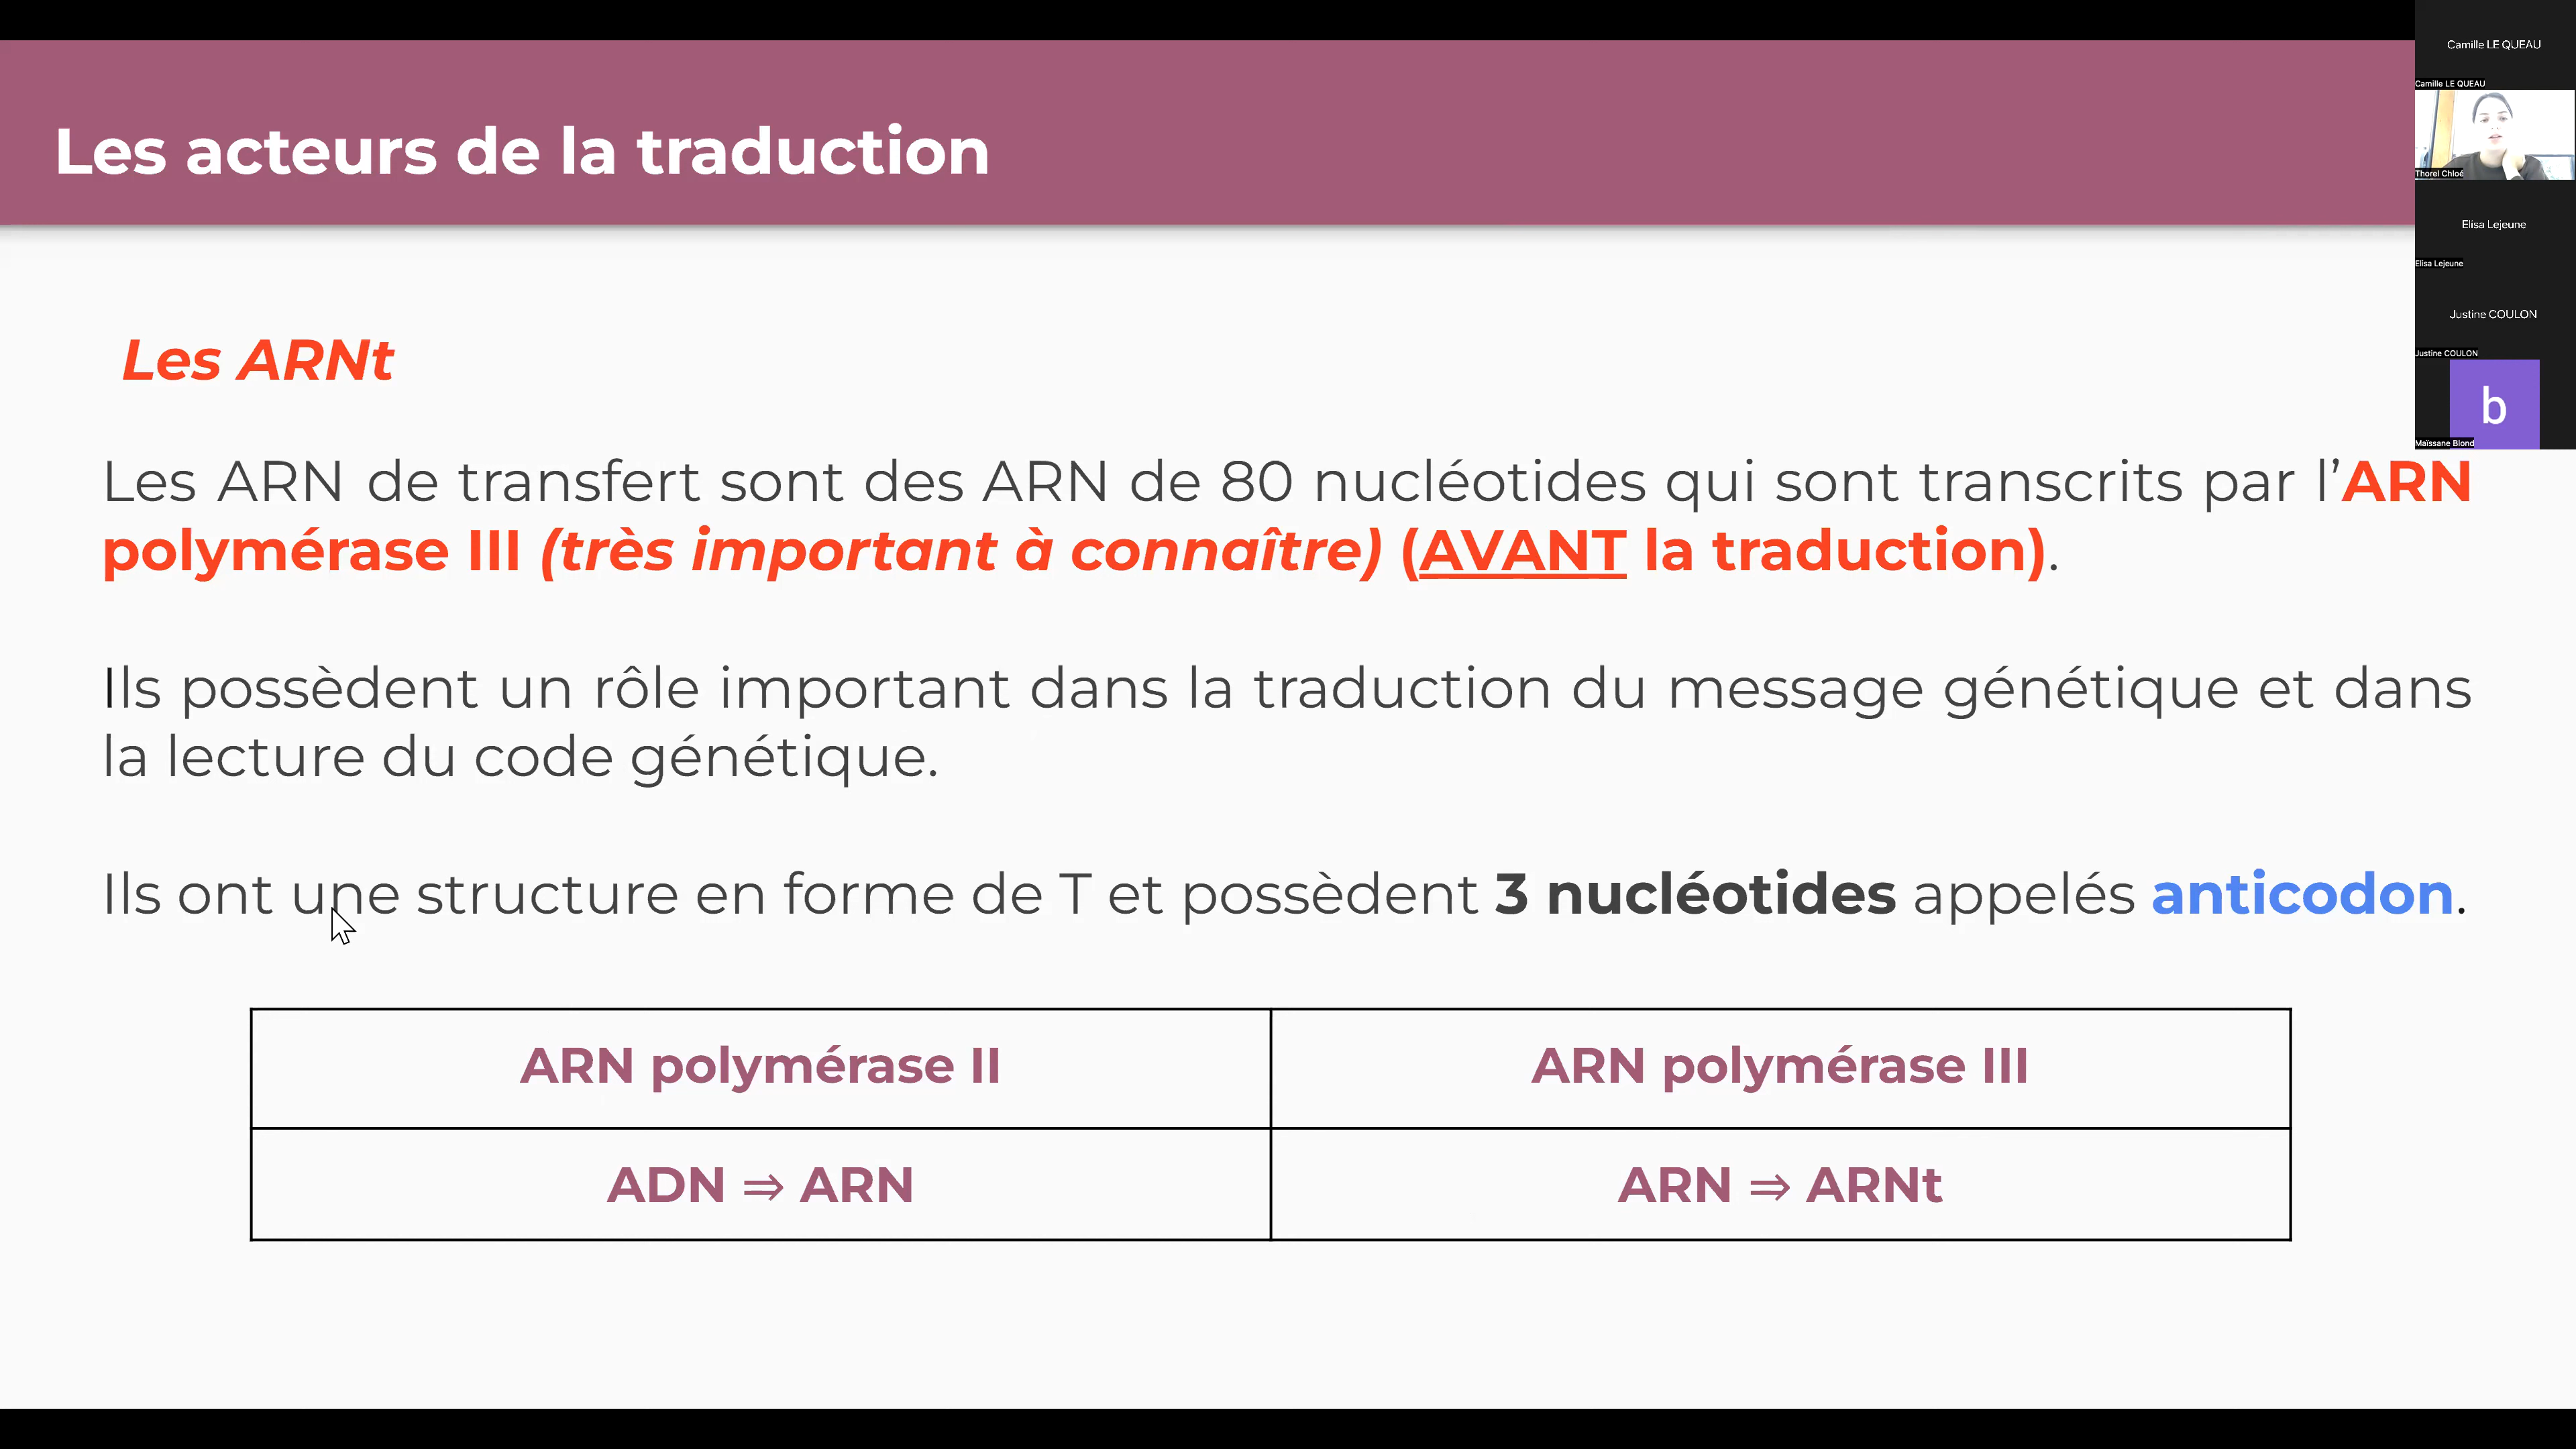 Les acteurs de la traduction
Camille LE QUEAU
Camille LE QUEAU
Thorel Chloé
Elisa Lejeune
Elisa Lejeune
Justine COULON
Justine COULON
b
Maïssane Blond
Les ARNt
Les ARN de transfert sont des ARN de 80 nucléotides qui sont transcrits par l’ARN
polymérase III (très important à connaître) (AVANT la traduction).
Ils possèdent un rôle important dans la traduction du message génétique et dans
la lecture du code génétique.
Ils ont une structure en forme de T et possèdent 3 nucléotides appelés anticodon.
ARN polymérase II
ARN polymérase III
ADN ⇒ ARN
ARN ⇒ ARNt